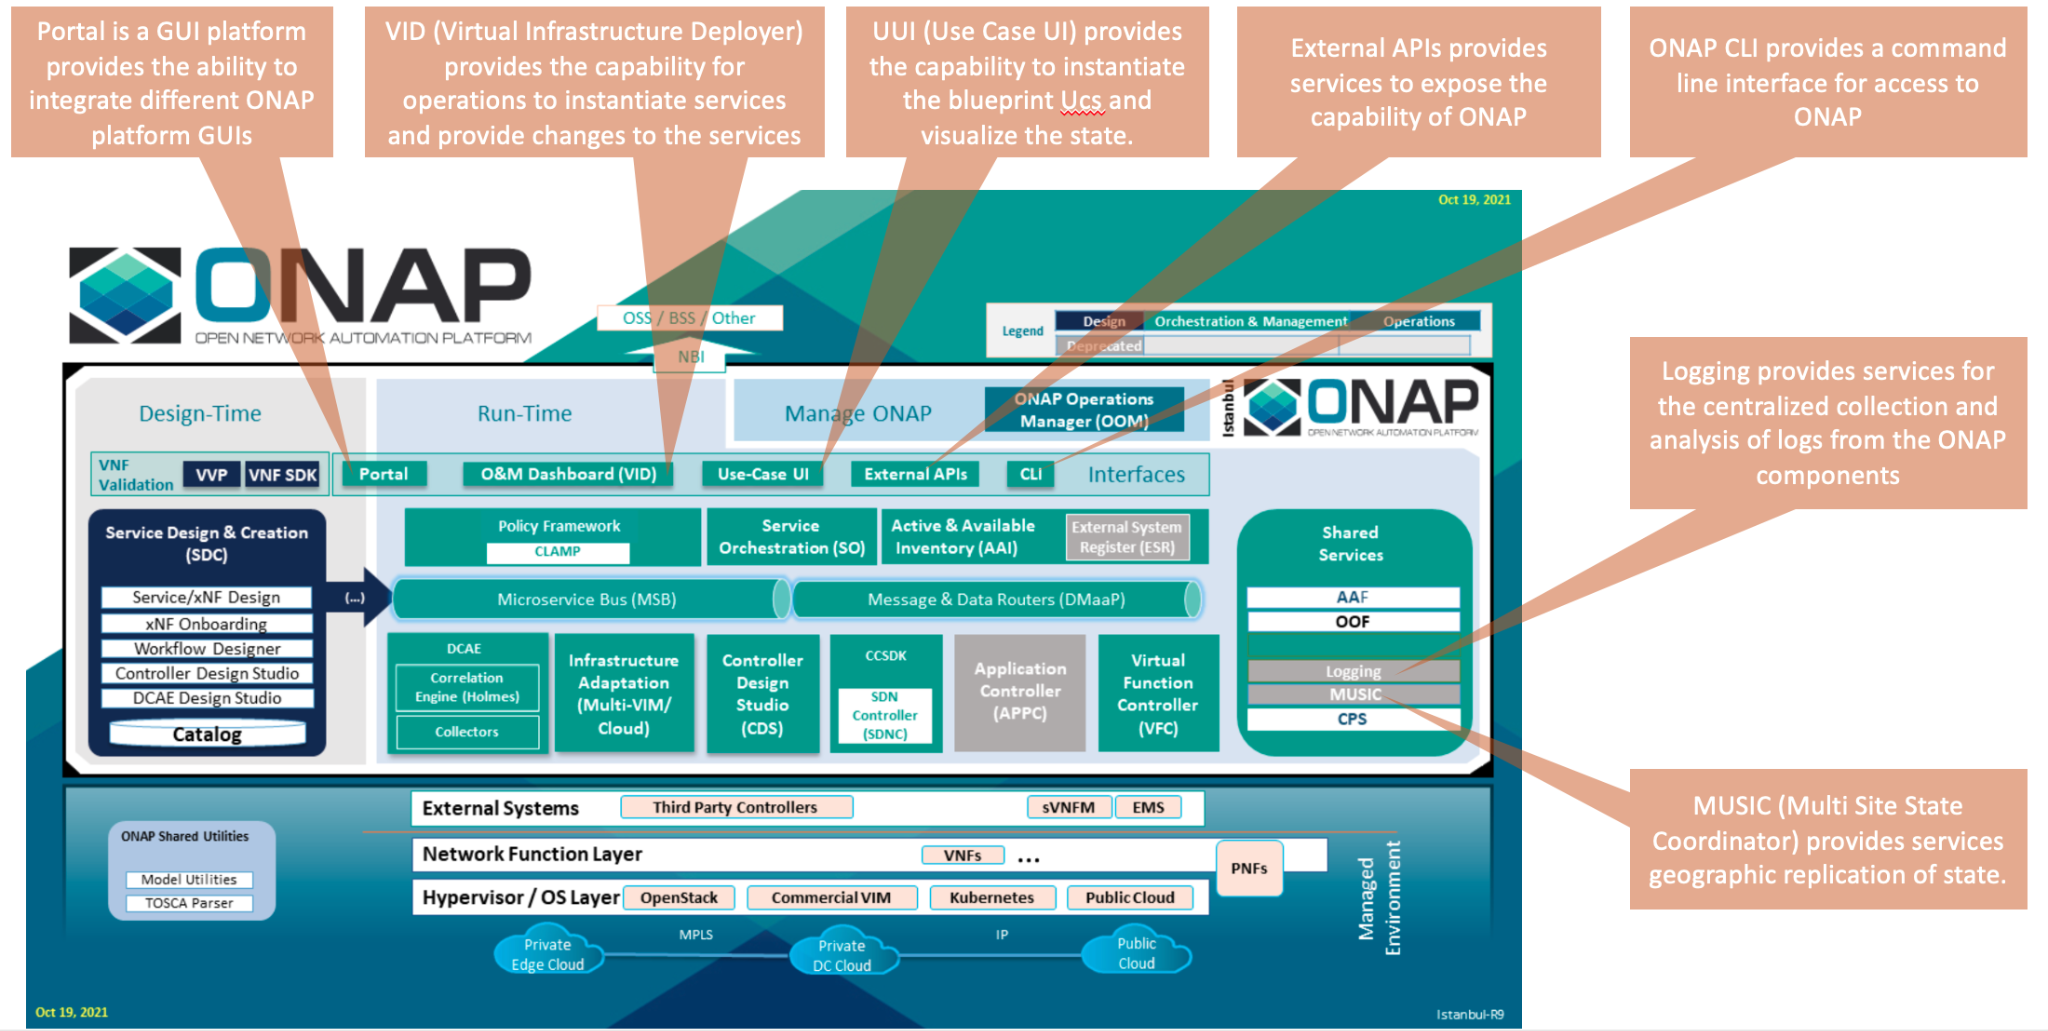 Portal is a GUI platform
provides the ability to
integrate different ONAP
platform GUIs
VID (Virtual Infrastructure Deployer)
provides the capability for
operations to instantiate services
and provide changes to the services
UUI (Use Case UI) provides
the capability to instantiate
the blueprint Ucs and
visualize the state.
External APIs provides
services to expose the
capability of ONAP
ONAP CLI provides a command
line interface for access to
ONAP
Oct 19, 2021
ONAP
OPEN NETWORK AUTOMATION PLATFORM
OSS / BSS / Other
NBI
Legend
Design
Orchestration & Management
Operations
Deprecated
Logging provides services for
the centralized collection and
analysis of logs from the ONAP
components
Design-Time
Run-Time
Manage ONAP
ONAP Operations
Manager (OOM)
Istanbul
ONAP
OPEN NETWORK AUTOMATION PLATFORM
VNF
Validation
VVP
VNF SDK
Portal
O&M Dashboard (VID)
Use-Case UI
External APIs
CLI
Interfaces
Service Design & Creation
(SDC)
Service/xNF Design
xNF Onboarding
Workflow Designer
Controller Design Studio
DCAE Design Studio
Catalog
(...)
Policy Framework
CLAMP
Service
Orchestration (SO)
Active & Available
Inventory (AAI)
External System
Register (ESR)
Microservice Bus (MSB)
Message & Data Routers (DMaaP)
DCAE
Correlation
Engine (Holmes)
Collectors
Infrastructure
Adaptation
(Multi-VIM/
Cloud)
Controller
Design
Studio
(CDS)
CCSDK
SDN
Controller
(SDNC)
Application
Controller
(APPC)
Virtual
Function
Controller
(VFC)
Shared
Services
AAF
OOF
Logging
MUSIC
CPS
MUSIC (Multi Site State
Coordinator) provides services
geographic replication of state.
ONAP Shared Utilities
Model Utilities
TOSCA Parser
External Systems
Third Party Controllers
sVNFM
EMS
Network Function Layer
VNFs
...
PNFs
Hypervisor / OS Layer
OpenStack
Commercial VIM
Kubernetes
Public Cloud
Managed
Environment
Private
Edge Cloud
MPLS
Private
DC Cloud
IP
Public
Cloud
Oct 19, 2021
Istanbul-R9